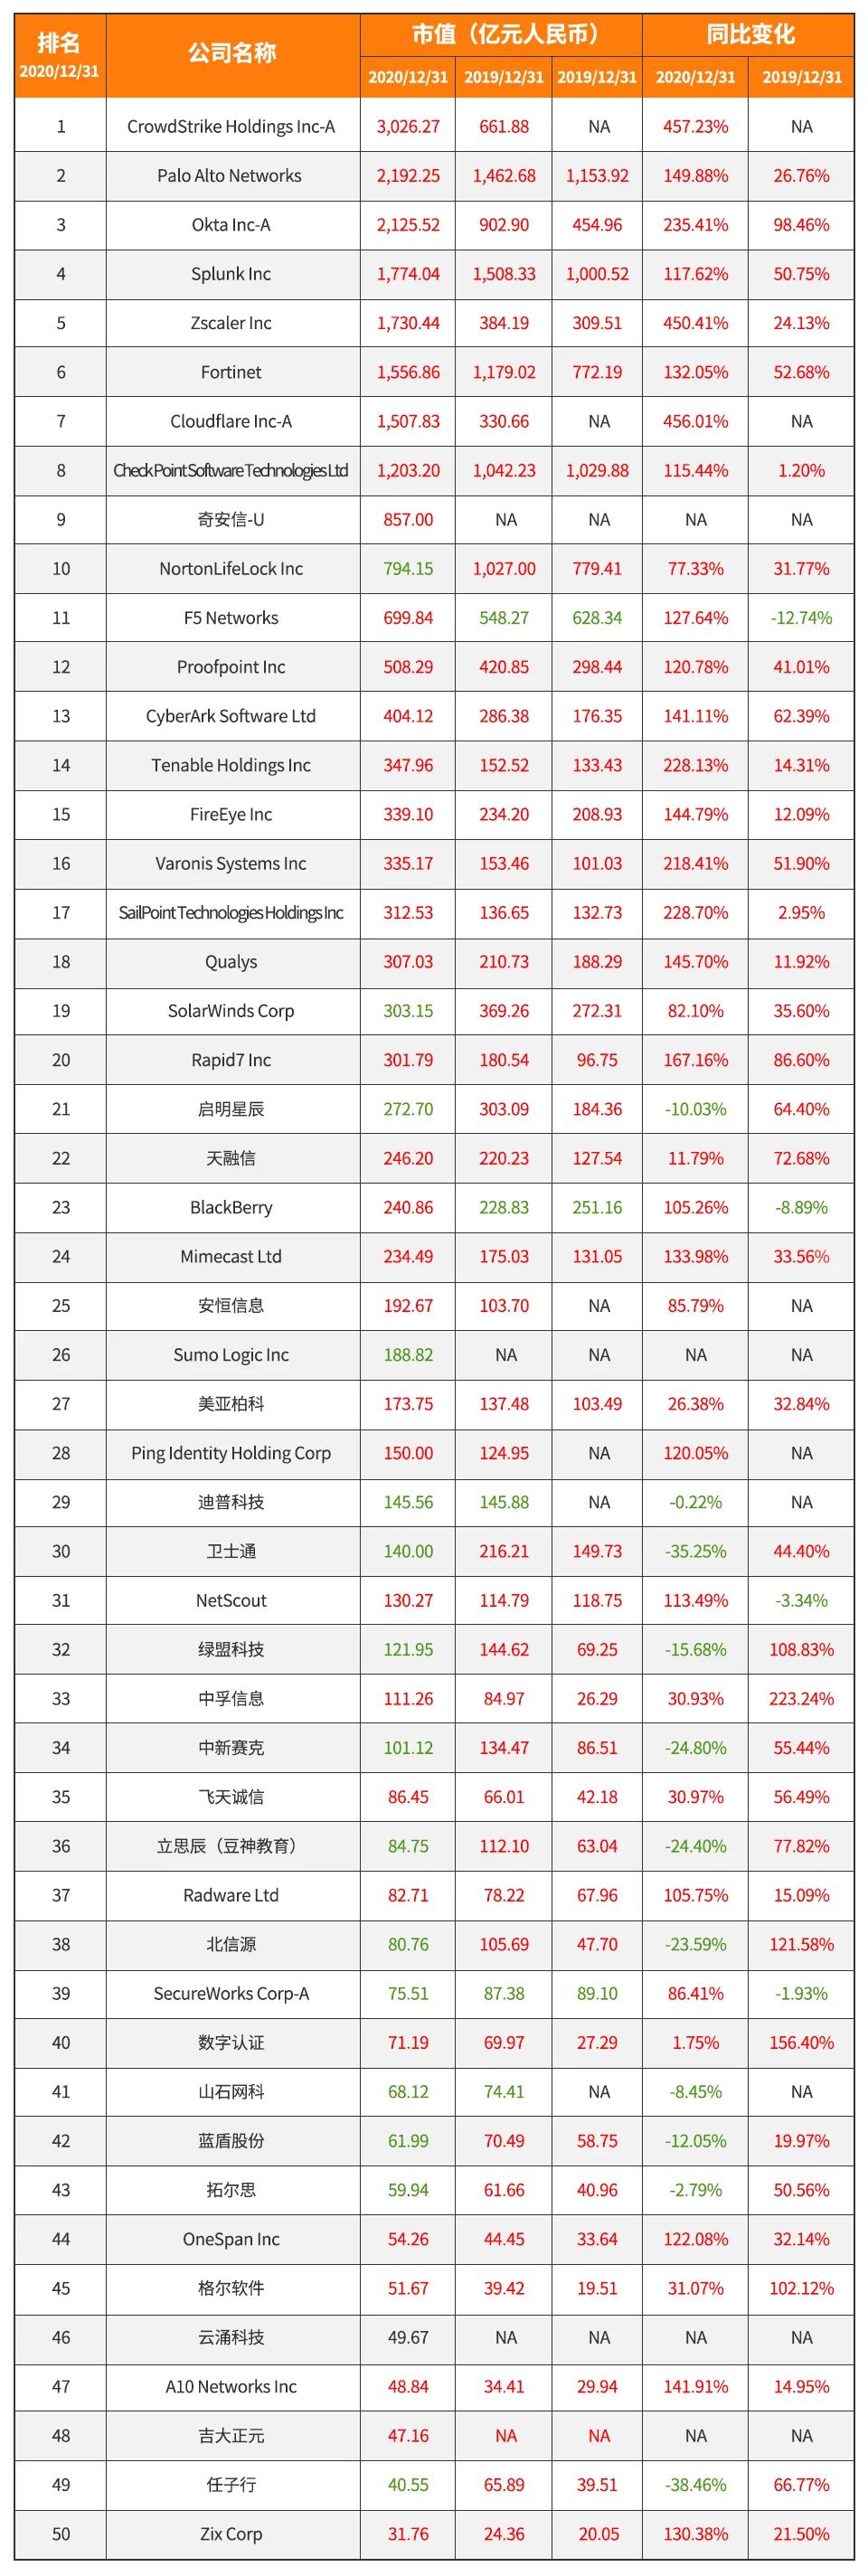 排名 公司名称 市值（亿元人民币） 同比变化
2020/12/31 2020/12/31 2019/12/31 2019/12/31 2020/12/31 2019/12/31
1 CrowdStrike Holdings Inc-A 3,026.27 661.88 NA 457.23% NA
2 Palo Alto Networks 2,192.25 1,462.68 1,153.92 149.88% 26.76%
3 Okta Inc-A 2,125.52 902.90 454.96 235.41% 98.46%
4 Splunk Inc 1,774.04 1,508.33 1,000.52 117.62% 50.75%
5 Zscaler Inc 1,730.44 384.19 309.51 450.41% 24.13%
6 Fortinet 1,556.86 1,179.02 772.19 132.05% 52.68%
7 Cloudflare Inc-A 1,507.83 330.66 NA 456.01% NA
8 Check Point Software Technologies Ltd 1,203.20 1,042.23 1,029.88 115.44% 1.20%
9 奇安信-U 857.00 NA NA NA NA
10 NortonLifeLock Inc 794.15 1,027.00 779.41 77.33% 31.77%
11 F5 Networks 699.84 548.27 628.34 127.64% -12.74%
12 Proofpoint Inc 508.29 420.85 298.44 120.78% 41.01%
13 CyberArk Software Ltd 404.12 286.38 176.35 141.11% 62.39%
14 Tenable Holdings Inc 347.96 152.52 133.43 228.13% 14.31%
15 FireEye Inc 339.10 234.20 208.93 144.79% 12.09%
16 Varonis Systems Inc 335.17 153.46 101.03 218.41% 51.90%
17 SailPoint Technologies Holdings Inc 312.53 136.65 132.73 228.70% 2.95%
18 Qualys 307.03 210.73 188.29 145.70% 11.92%
19 SolarWinds Corp 303.15 369.26 272.31 82.10% 35.60%
20 Rapid7 Inc 301.79 180.54 96.75 167.16% 86.60%
21 启明星辰 272.70 303.09 184.36 -10.03% 64.40%
22 天融信 246.20 220.23 127.54 11.79% 72.68%
23 BlackBerry 240.86 228.83 251.16 105.26% -8.89%
24 Mimecast Ltd 234.49 175.03 131.05 133.98% 33.56%
25 安恒信息 192.67 103.70 NA 85.79% NA
26 Sumo Logic Inc 188.82 NA NA NA NA
27 美亚柏科 173.75 137.48 103.49 26.38% 32.84%
28 Ping Identity Holding Corp 150.00 124.95 NA 120.05% NA
29 迪普科技 145.56 145.88 NA -0.22% NA
30 卫士通 140.00 216.21 149.73 -35.25% 44.40%
31 NetScout 130.27 114.79 118.75 113.49% -3.34%
32 绿盟科技 121.95 144.62 69.25 -15.68% 108.83%
33 中孚信息 111.26 84.97 26.29 30.93% 223.24%
34 中新赛克 101.12 134.47 86.51 -24.80% 55.44%
35 飞天诚信 86.45 66.01 42.18 30.97% 56.49%
36 立思辰（豆神教育） 84.75 112.10 63.04 -24.40% 77.82%
37 Radware Ltd 82.71 78.22 67.96 105.75% 15.09%
38 北信源 80.76 105.69 47.70 -23.59% 121.58%
39 SecureWorks Corp-A 75.51 87.38 89.10 86.41% -1.93%
40 数字认证 71.19 69.97 27.29 1.75% 156.40%
41 山石网科 68.12 74.41 NA -8.45% NA
42 蓝盾股份 61.99 70.49 58.75 -12.05% 19.97%
43 拓尔思 59.94 61.66 40.96 -2.79% 50.56%
44 OneSpan Inc 54.26 44.45 33.64 122.08% 32.14%
45 格尔软件 51.67 39.42 19.51 31.07% 102.12%
46 云涌科技 49.67 NA NA NA NA
47 A10 Networks Inc 48.84 34.41 29.94 141.91% 14.95%
48 吉大正元 47.16 NA NA NA NA
49 任子行 40.55 65.89 39.51 -38.46% 66.77%
50 Zix Corp 31.76 24.36 20.05 130.38% 21.50%